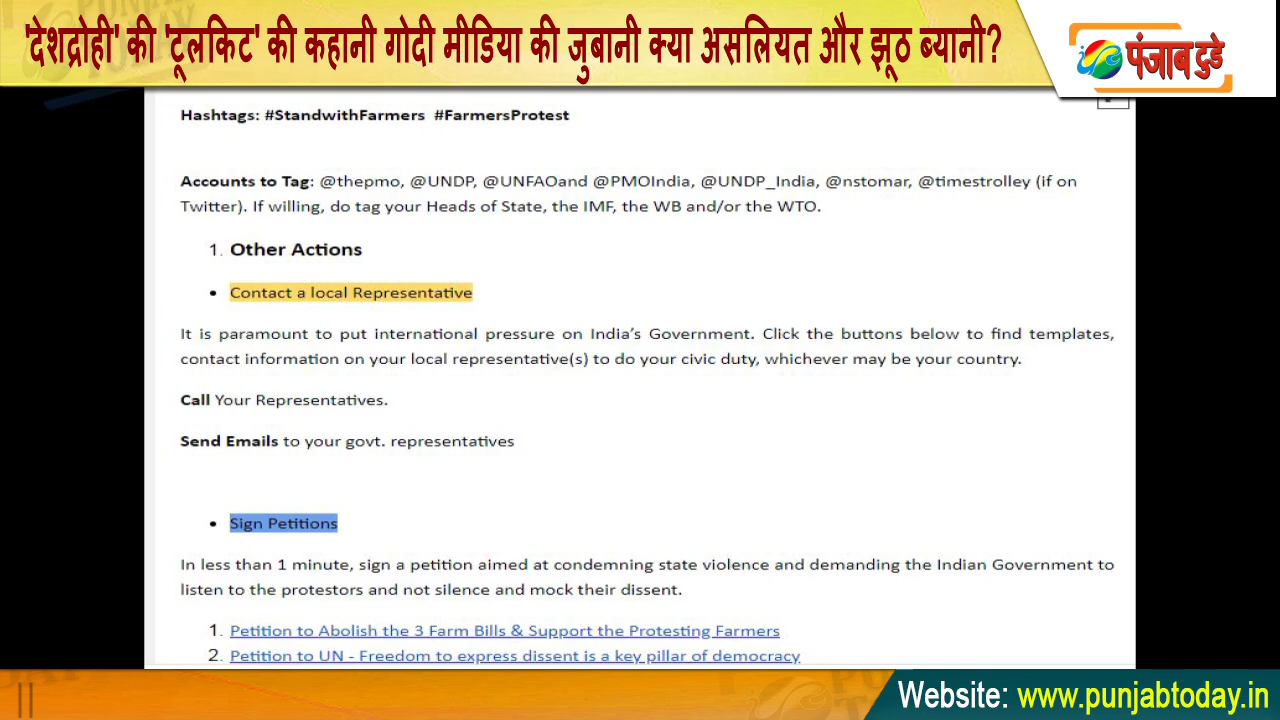 'देशद्रोही' की 'टूलकिट' की कहानी गोदी मीडिया की जुबानी क्या असलियत और झूठ ब्यानी?
पंजाब टुडे
Hashtags: #StandwithFarmers #FarmersProtest
Accounts to Tag: @thepmo, @UNDP, @UNFAOand @PMOIndia, @UNDP_India, @nstomar, @timestrolley (if on
Twitter). If willing, do tag your Heads of State, the IMF, the WB and/or the WTO.
1. Other Actions
• Contact a local Representative
It is paramount to put international pressure on India's Government. Click the buttons below to find templates,
contact information on your local representative(s) to do your civic duty, whichever may be your country.
Call Your Representatives.
Send Emails to your govt. representatives
• Sign Petitions
In less than 1 minute, sign a petition aimed at condemning state violence and demanding the Indian Government to
listen to the protestors and not silence and mock their dissent.
1. Petition to Abolish the 3 Farm Bills & Support the Protesting Farmers
2. Petition to UN - Freedom to express dissent is a key pillar of democracy
Website: www.punjabtoday.in